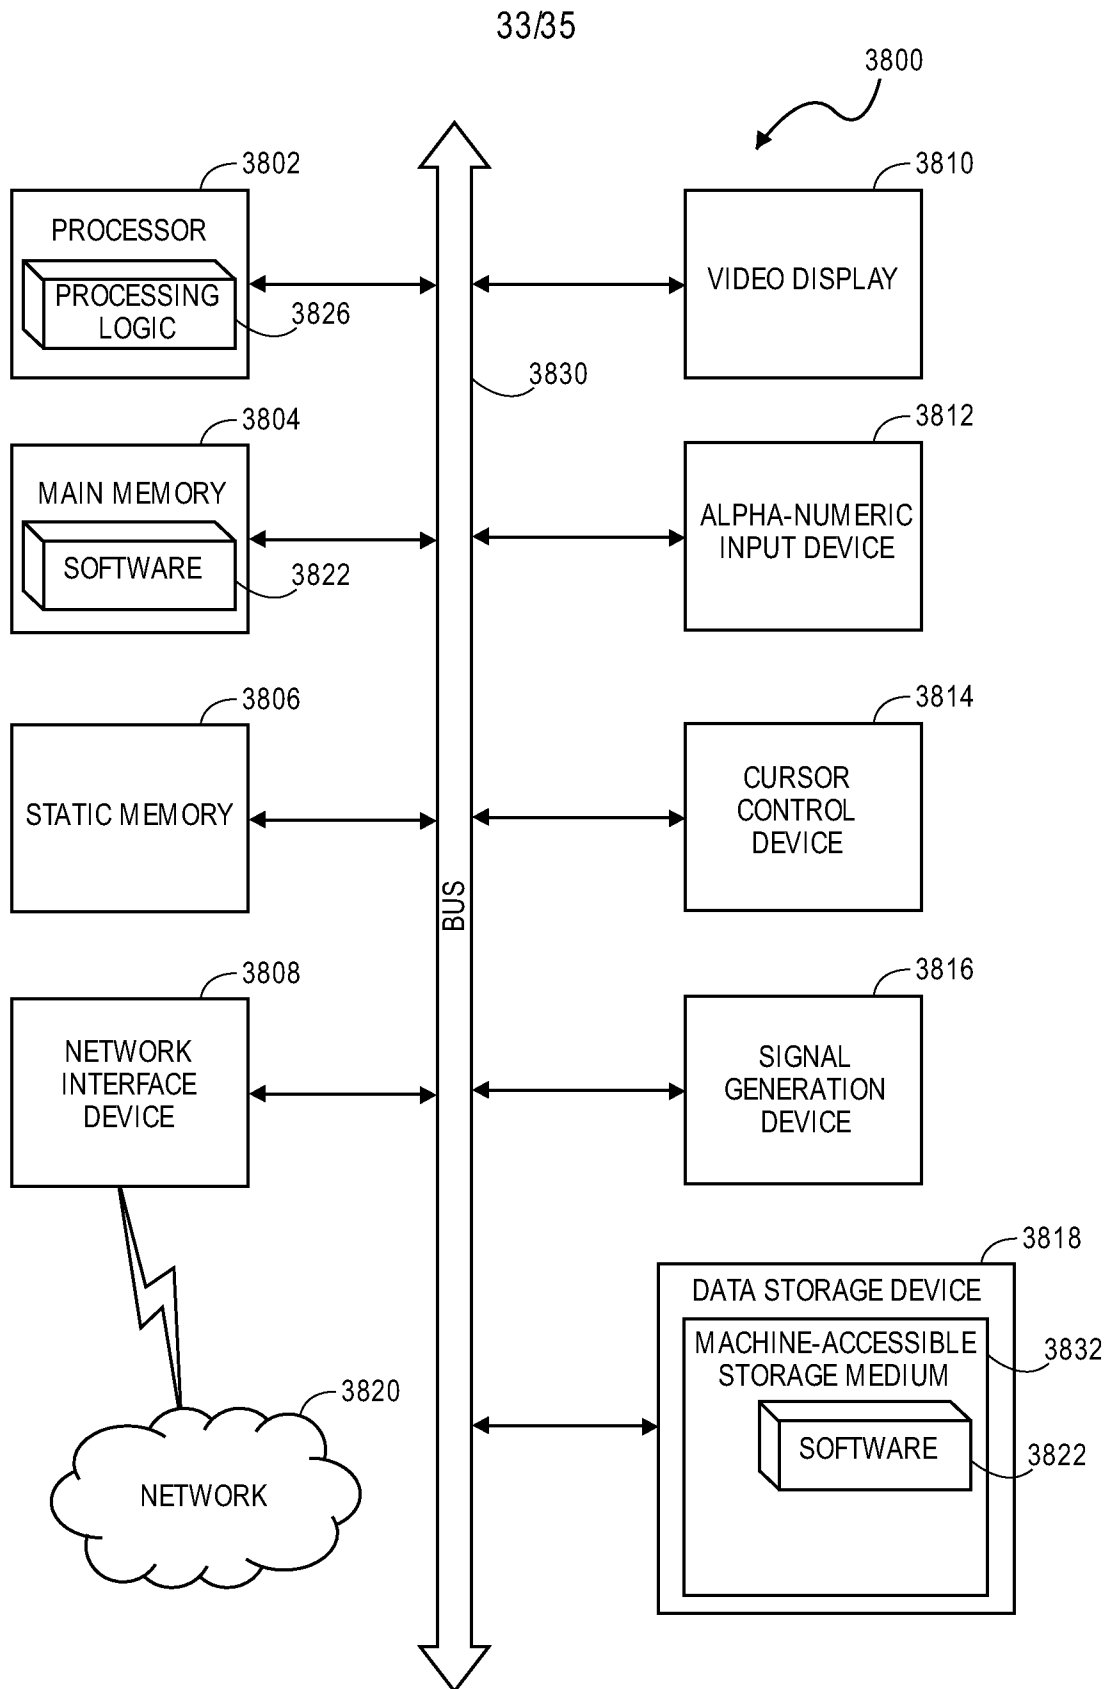 33/35
3800
3802
PROCESSOR
PROCESSING
LOGIC
3826
3810
VIDEO DISPLAY
3830
3804
MAIN MEMORY
SOFTWARE
3822
3812
ALPHA-NUMERIC
INPUT DEVICE
3806
STATIC MEMORY
3814
CURSOR
CONTROL
DEVICE
BUS
3808
NETWORK
INTERFACE
DEVICE
3816
SIGNAL
GENERATION
DEVICE
3818
DATA STORAGE DEVICE
MACHINE-ACCESSIBLE
STORAGE MEDIUM
3832
SOFTWARE
3822
3820
NETWORK